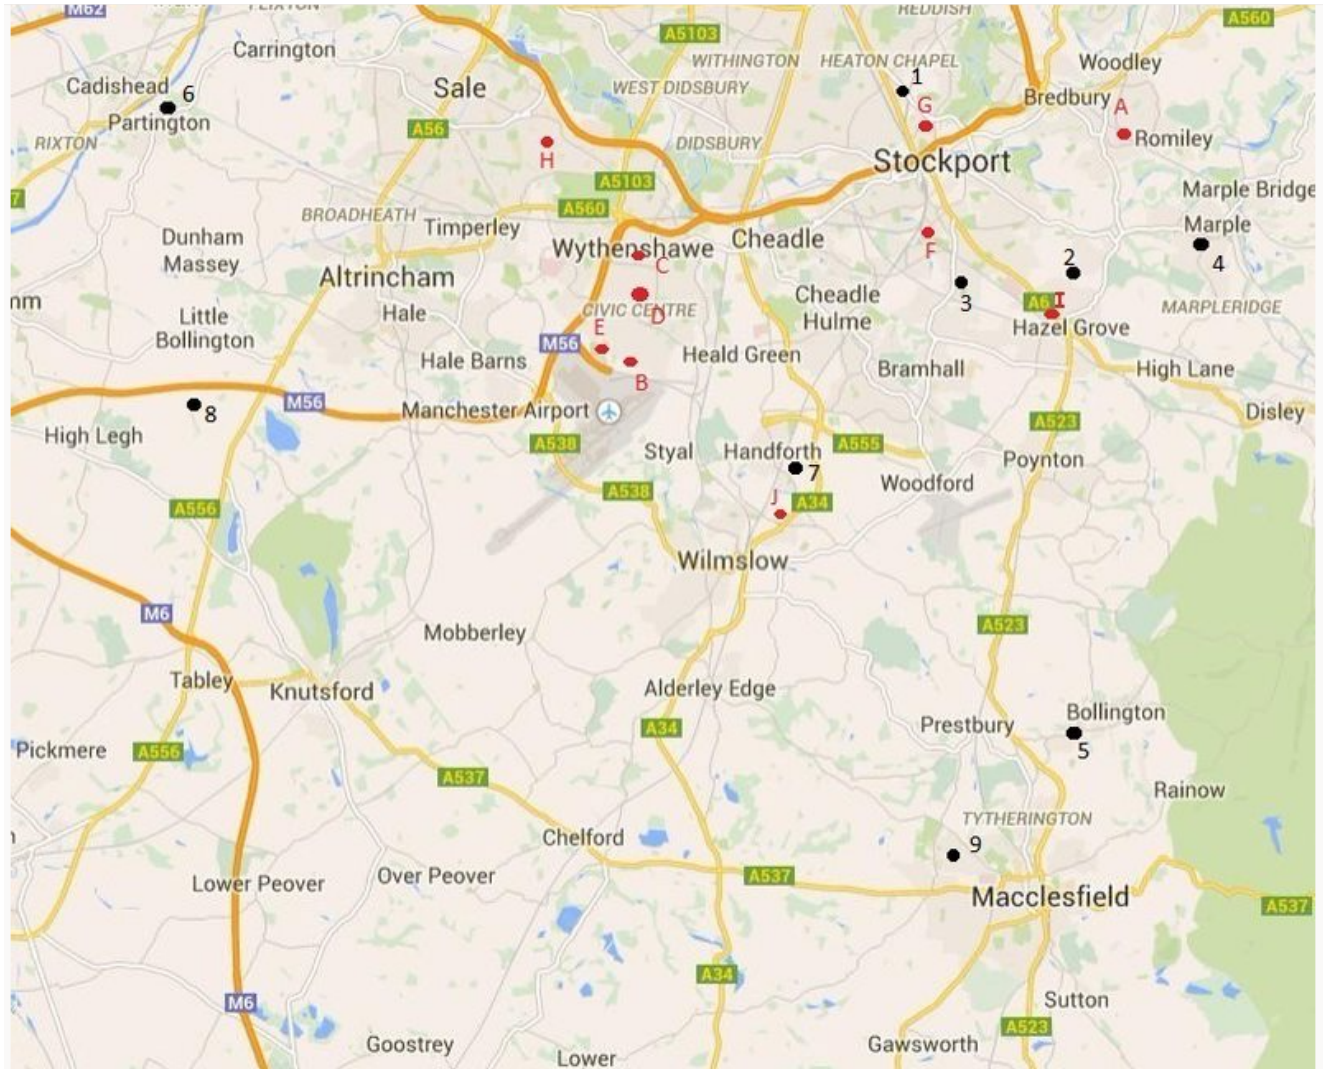 M62
A5103
REDDISH
A560
Carrington
WITHINGTON
HEATON CHAPEL
Woodley
Cadishead
6
Sale
WEST DIDSBURY
1
Bredbury
A
G
Partington
A56
RIXTON
H
DIDSBURY
Stockport
Romiley
7
A5103
Marple Bridge
A560
BROADHEATH
Timperley
Marple
Dunham
Massey
Wythenshawe
Cheadle
F
C
2
4
Altrincham
3
mm
Little
Bollington
Hale
CIVIC CENTRE
D
Cheadle
Hulme
A6
I
MARPLERIDGE
E
Hazel Grove
M56
Hale Barns
Heald Green
B
Bramhall
High Lane
8
M56
Manchester Airport
Disley
High Legh
A538
A555
A523
Styal
Handforth
Poynton
7
Woodford
A538
J
A34
A556
Wilmslow
M6
Mobberley
A523
Tabley
Knutsford
Alderley Edge
Bollington
A34
Prestbury
5
Pickmere
A556
A537
Rainow
TYTHERINGTON
Chelford
9
Lower Peover
Over Peover
A537
Macclesfield
A537
A34
M6
Sutton
A523
Goostrey
Lower
Gawsworth